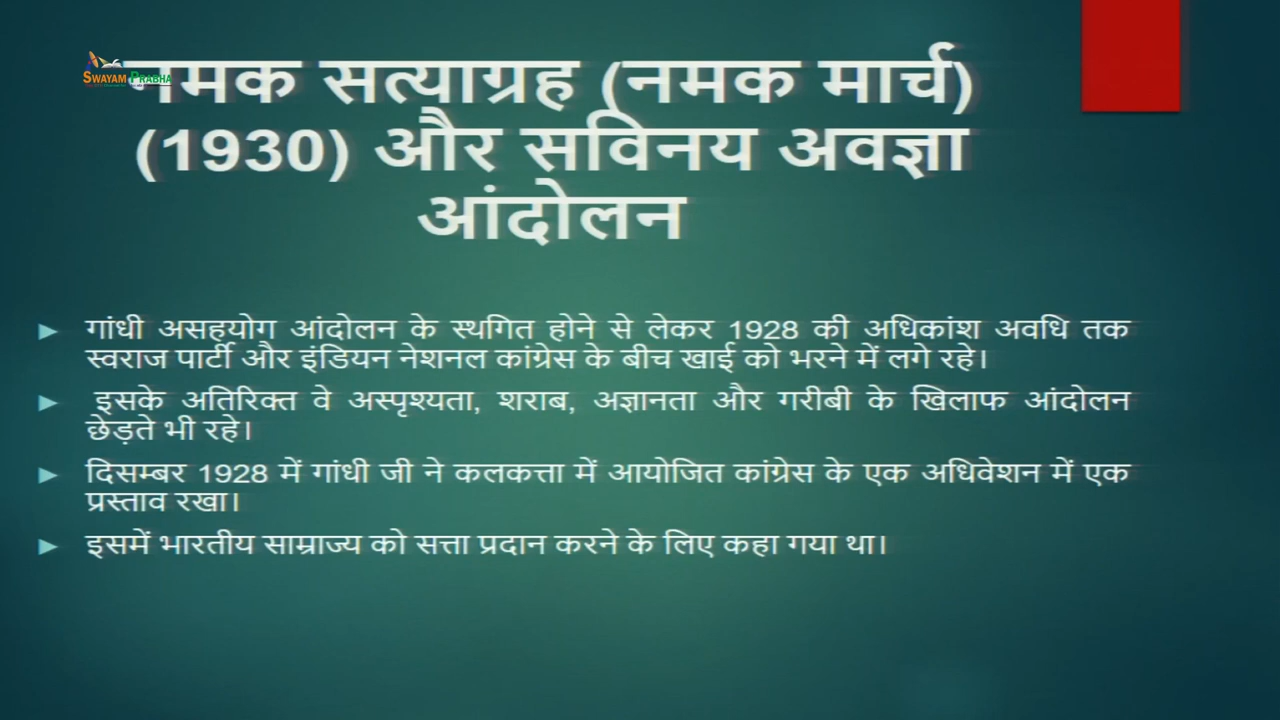 SWAYAM PRABHA
नमक सत्याग्रह (नमक मार्च)
(1930) और सविनय अवज्ञा
आंदोलन
गांधी असहयोग आंदोलन के स्थगित होने से लेकर 1928 की अधिकांश अवधि तक
स्वराज पार्टी और इंडियन नेशनल कांग्रेस के बीच खाई को भरने में लगे रहे।
इसके अतिरिक्त वे अस्पृश्यता, शराब, अज्ञानता और गरीबी के खिलाफ आंदोलन
छेड़ते भी रहे।
दिसम्बर 1928 में गांधी जी ने कलकत्ता में आयोजित कांग्रेस के एक अधिवेशन में एक
प्रस्ताव रखा।
इसमें भारतीय साम्राज्य को सत्ता प्रदान करने के लिए कहा गया था।